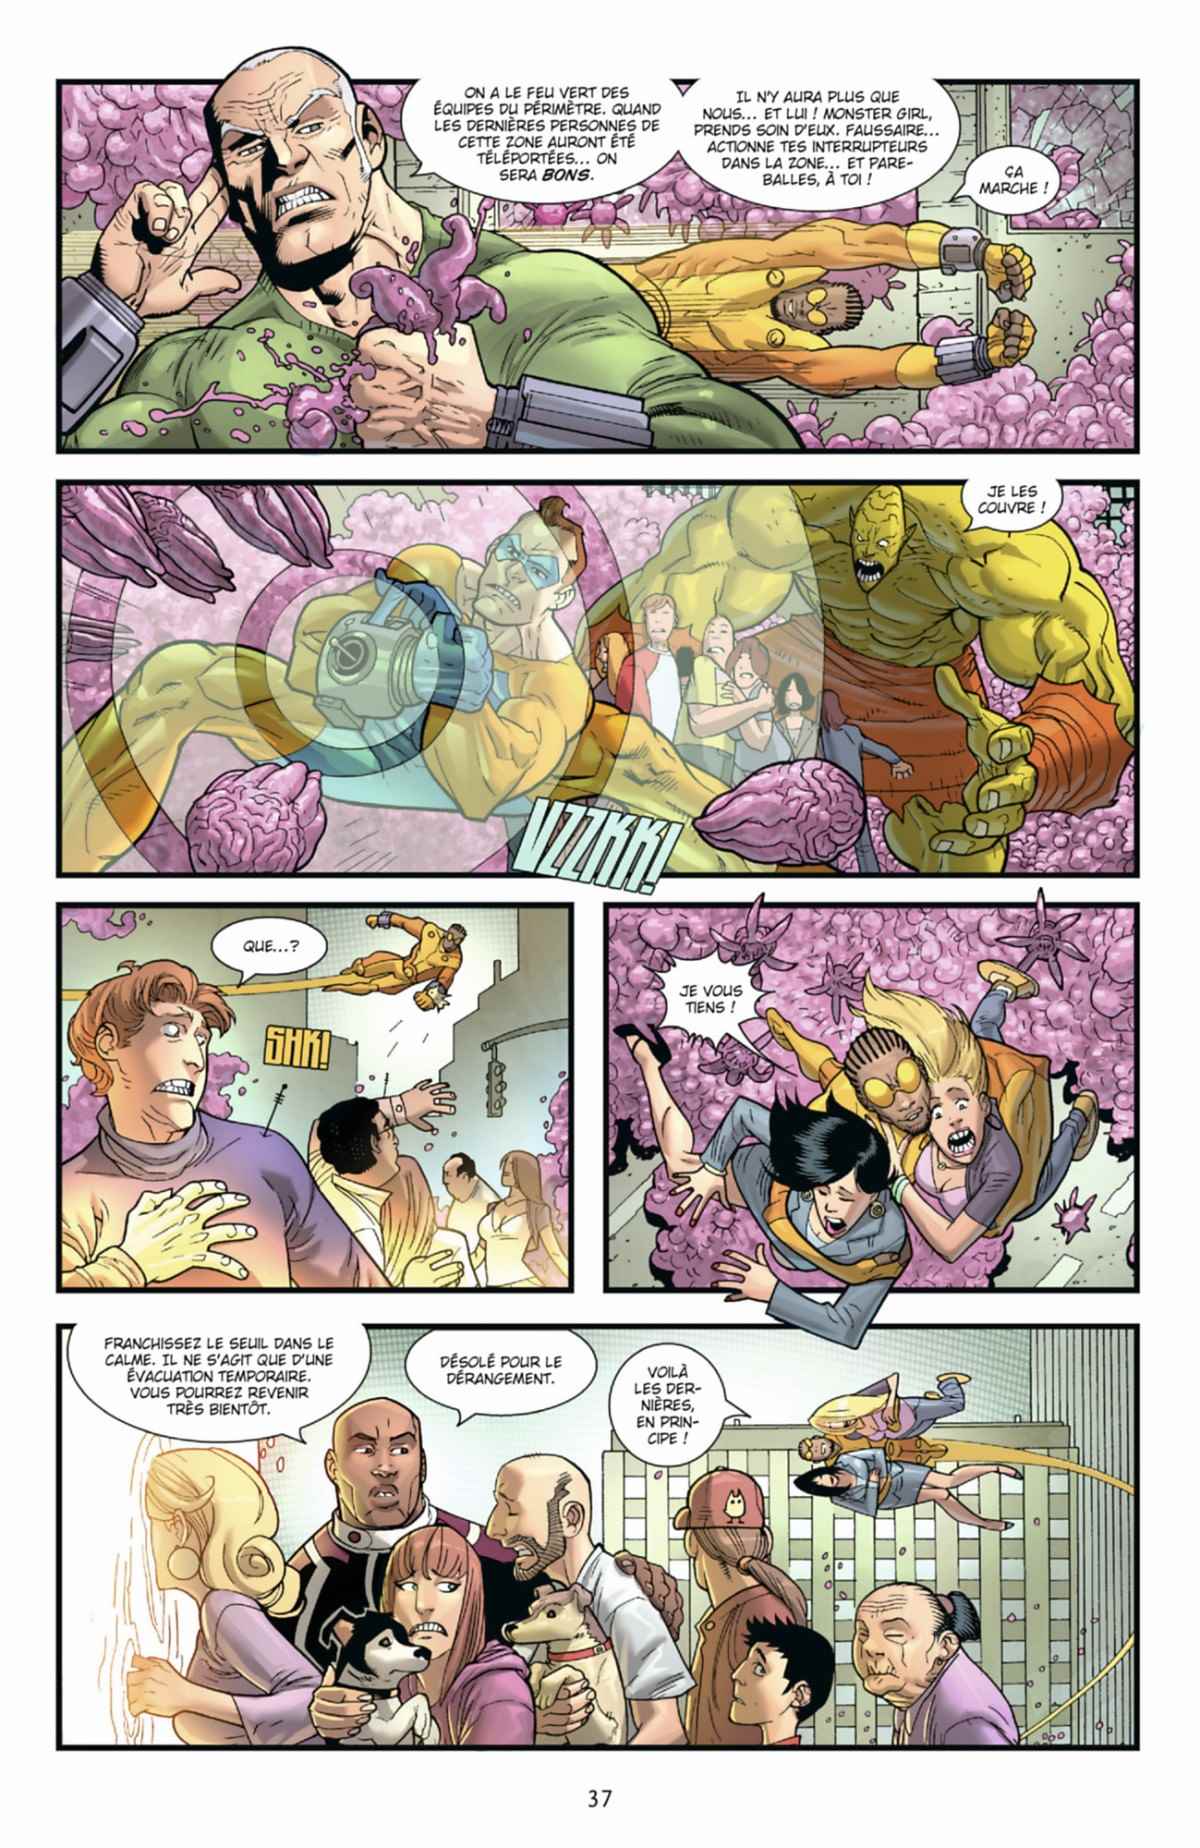 ON A LE FEU VERT DES
ÉQUIPES DU PÉRIMÈTRE. QUAND
LES DERNIÈRES PERSONNES DE
CETTE ZONE AURONT ÉTÉ
TÉLÉPORTÉES... ON
SERA BONS.
IL N'Y AURA PLUS QUE
NOUS... ET LUI ! MONSTER GIRL,
PRENDS SOIN D'EUX. FAUSSAIRE...
ACTIONNE TES INTERRUPTEURS
DANS LA ZONE... ET PARE-
BALLES, À TOI !
ÇA
MARCHE !
JE LES
COUVRE !
VZZZKK!
QUE...?
SHK!
JE VOUS
TIENS !
FRANCHISSEZ LE SEUIL DANS LE
CALME. IL NE S'AGIT QUE D'UNE
ÉVACUATION TEMPORAIRE.
VOUS POURREZ REVENIR
TRÈS BIENTÔT.
DÉSOLÉ POUR LE
DÉRANGEMENT.
VOILÀ
LES DER-
NIÈRES,
EN PRIN-
CIPE !
37